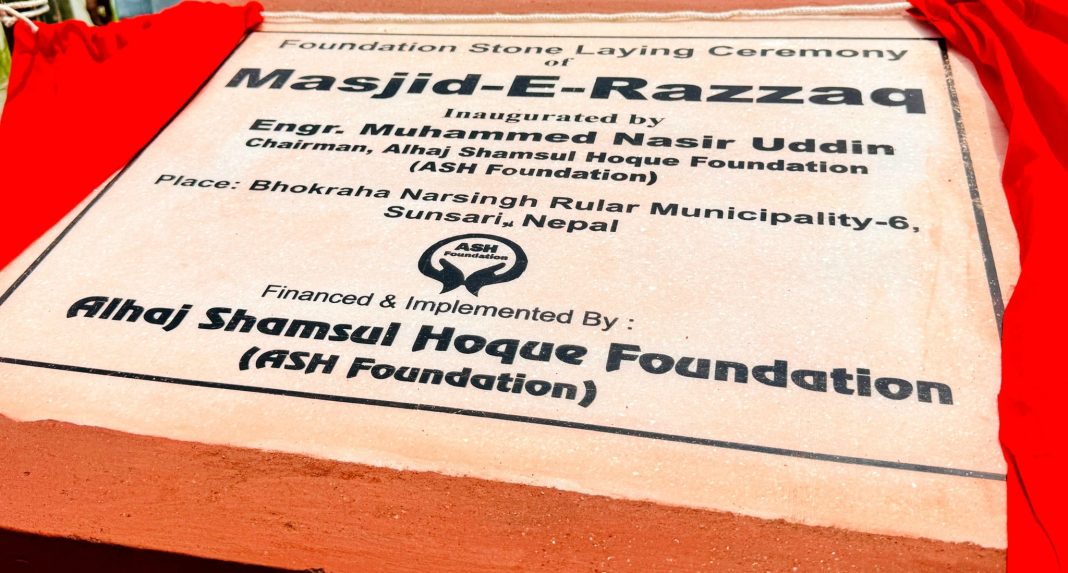 Foundation Stone Laying Ceremony
of
Masjid-E-Razzaq
Inaugurated by
Engr. Muhammed Nasir Uddin
Chairman, Alhaj Shamsul Hoque Foundation
(ASH Foundation)
Place: Bhokraha Narsingh Rular Municipality-6,
Sunsari, Nepal
ASH
Foundation
Financed & Implemented By :
Alhaj Shamsul Hoque Foundation
(ASH Foundation)